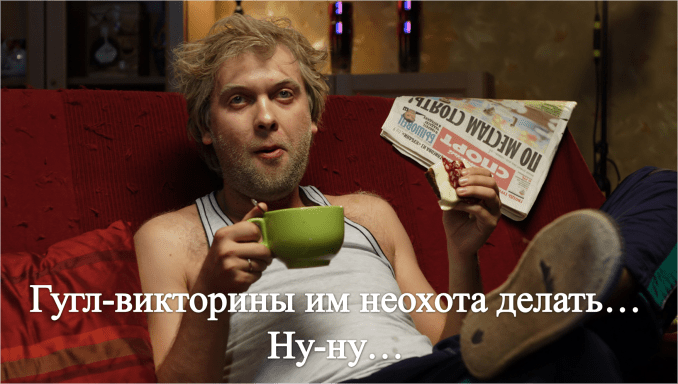 ПО МЕСТАМ СТОЯТЬ!
СПОРТ
Гугл-викторины им неохота делать...
Ну-ну...